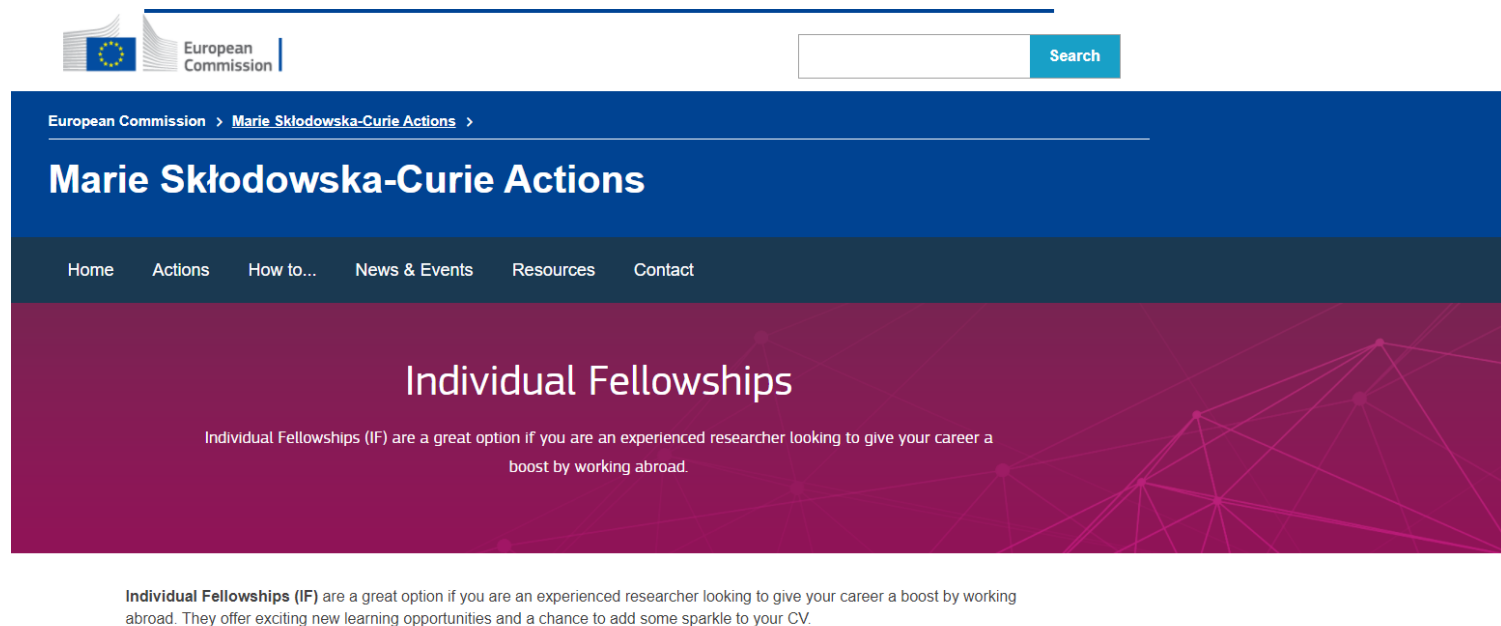 European
Commission
Search
European Commission > Marie Skłodowska-Curie Actions >
Marie Skłodowska-Curie Actions
Home Actions How to... News & Events Resources Contact
Individual Fellowships
Individual Fellowships (IF) are a great option if you are an experienced researcher looking to give your career a
boost by working abroad.
Individual Fellowships (IF) are a great option if you are an experienced researcher looking to give your career a boost by working
abroad. They offer exciting new learning opportunities and a chance to add some sparkle to your CV.